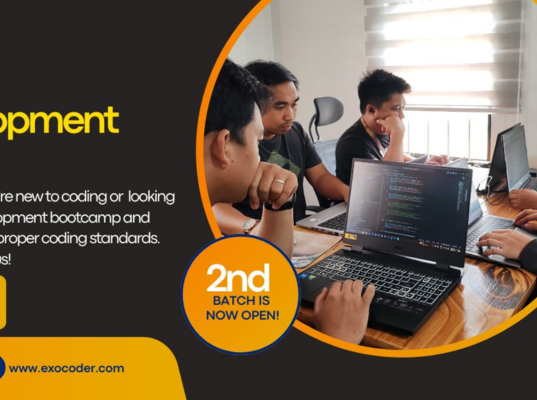 opment
're new to coding or looking
opment bootcamp and
proper coding standards.
us!
2nd
BATCH IS
NOW OPEN!
www.exocoder.com